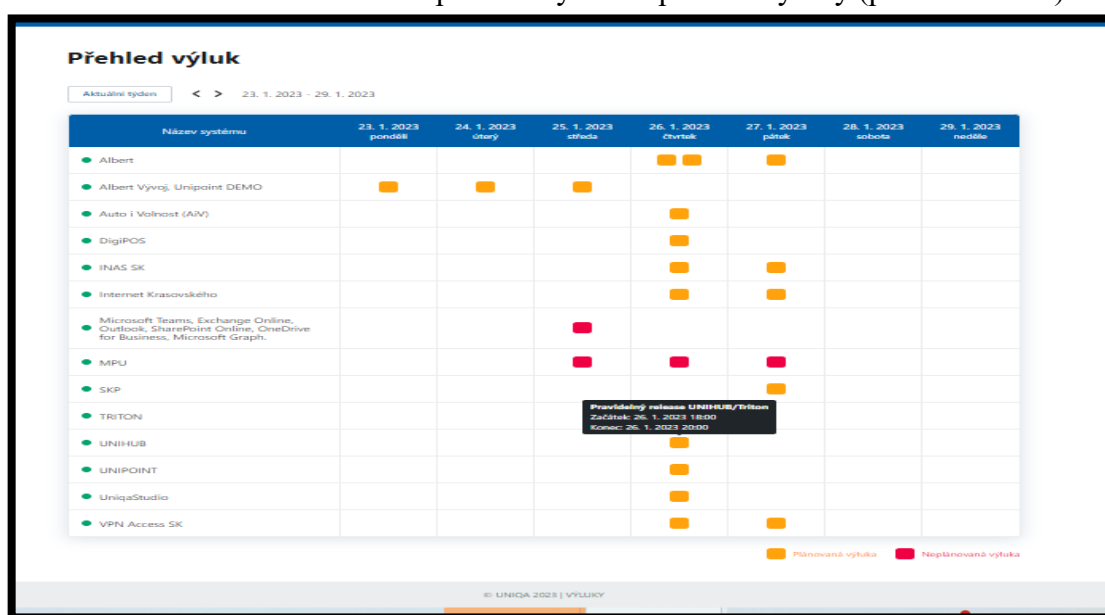 Přehled výluk
Aktuální týden < > 23. 1. 2023 - 29. 1. 2023
Název systému 23. 1. 2023 24. 1. 2023 25. 1. 2023 26. 1. 2023 27. 1. 2023 28. 1. 2023 29. 1. 2023
pondělí úterý středa čtvrtek pátek sobota neděle
Albert
Albert Vývoj, Unipoint DEMO
Auto i Volnost (AiV)
DigiPOS
INAS SK
Internet Krasovského
Microsoft Teams, Exchange Online,
Outlook, SharePoint Online, OneDrive
for Business, Microsoft Graph.
MPU
SKP
Pravidelný release UNIHUB/Triton
TRITON
Začátek: 26. 1. 2023 18:00
Konec: 26. 1. 2023 20:00
UNIHUB
UNIPOINT
UniqaStudio
VPN Access SK
Plánovaná výluka Neplánovaná výluka
© UNIQA 2023 | VÝLUKY